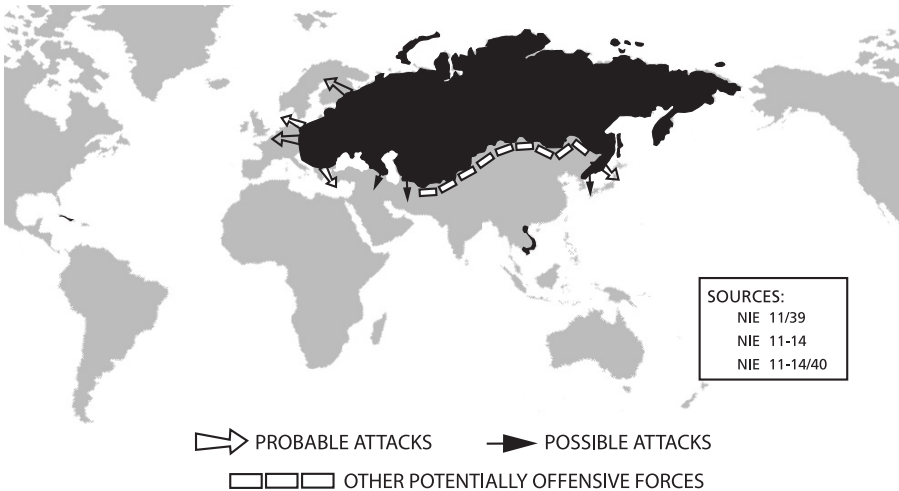 SOURCES:
NIE 11/39
NIE 11-14
NIE 11-14/40
PROBABLE ATTACKS
POSSIBLE ATTACKS
OTHER POTENTIALLY OFFENSIVE FORCES